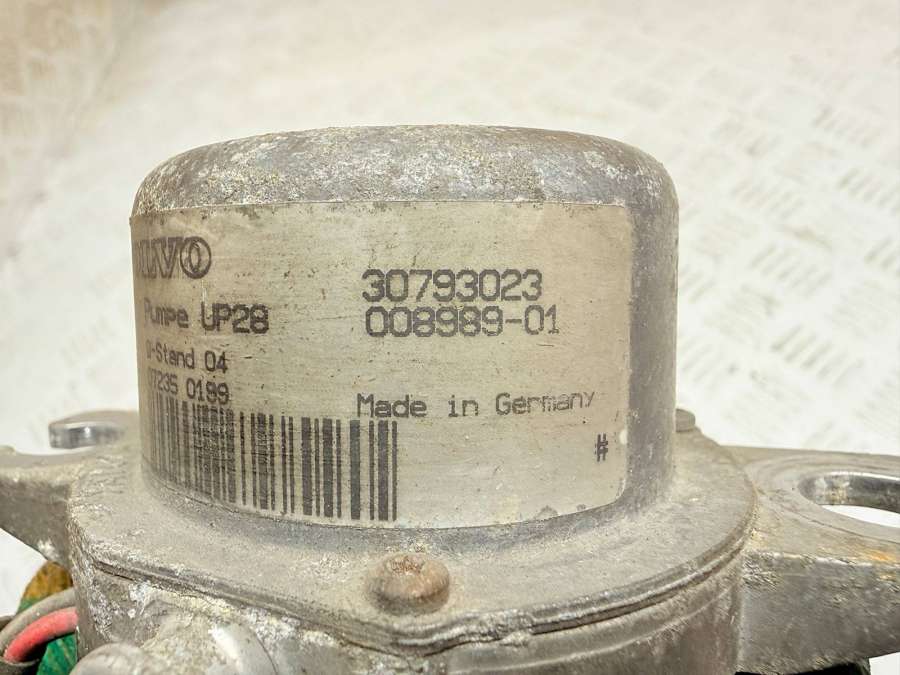 VOLVO
30793023
Pumpe UP28
008989-01
D-Stand 04
07235 0199
Made in Germany
#